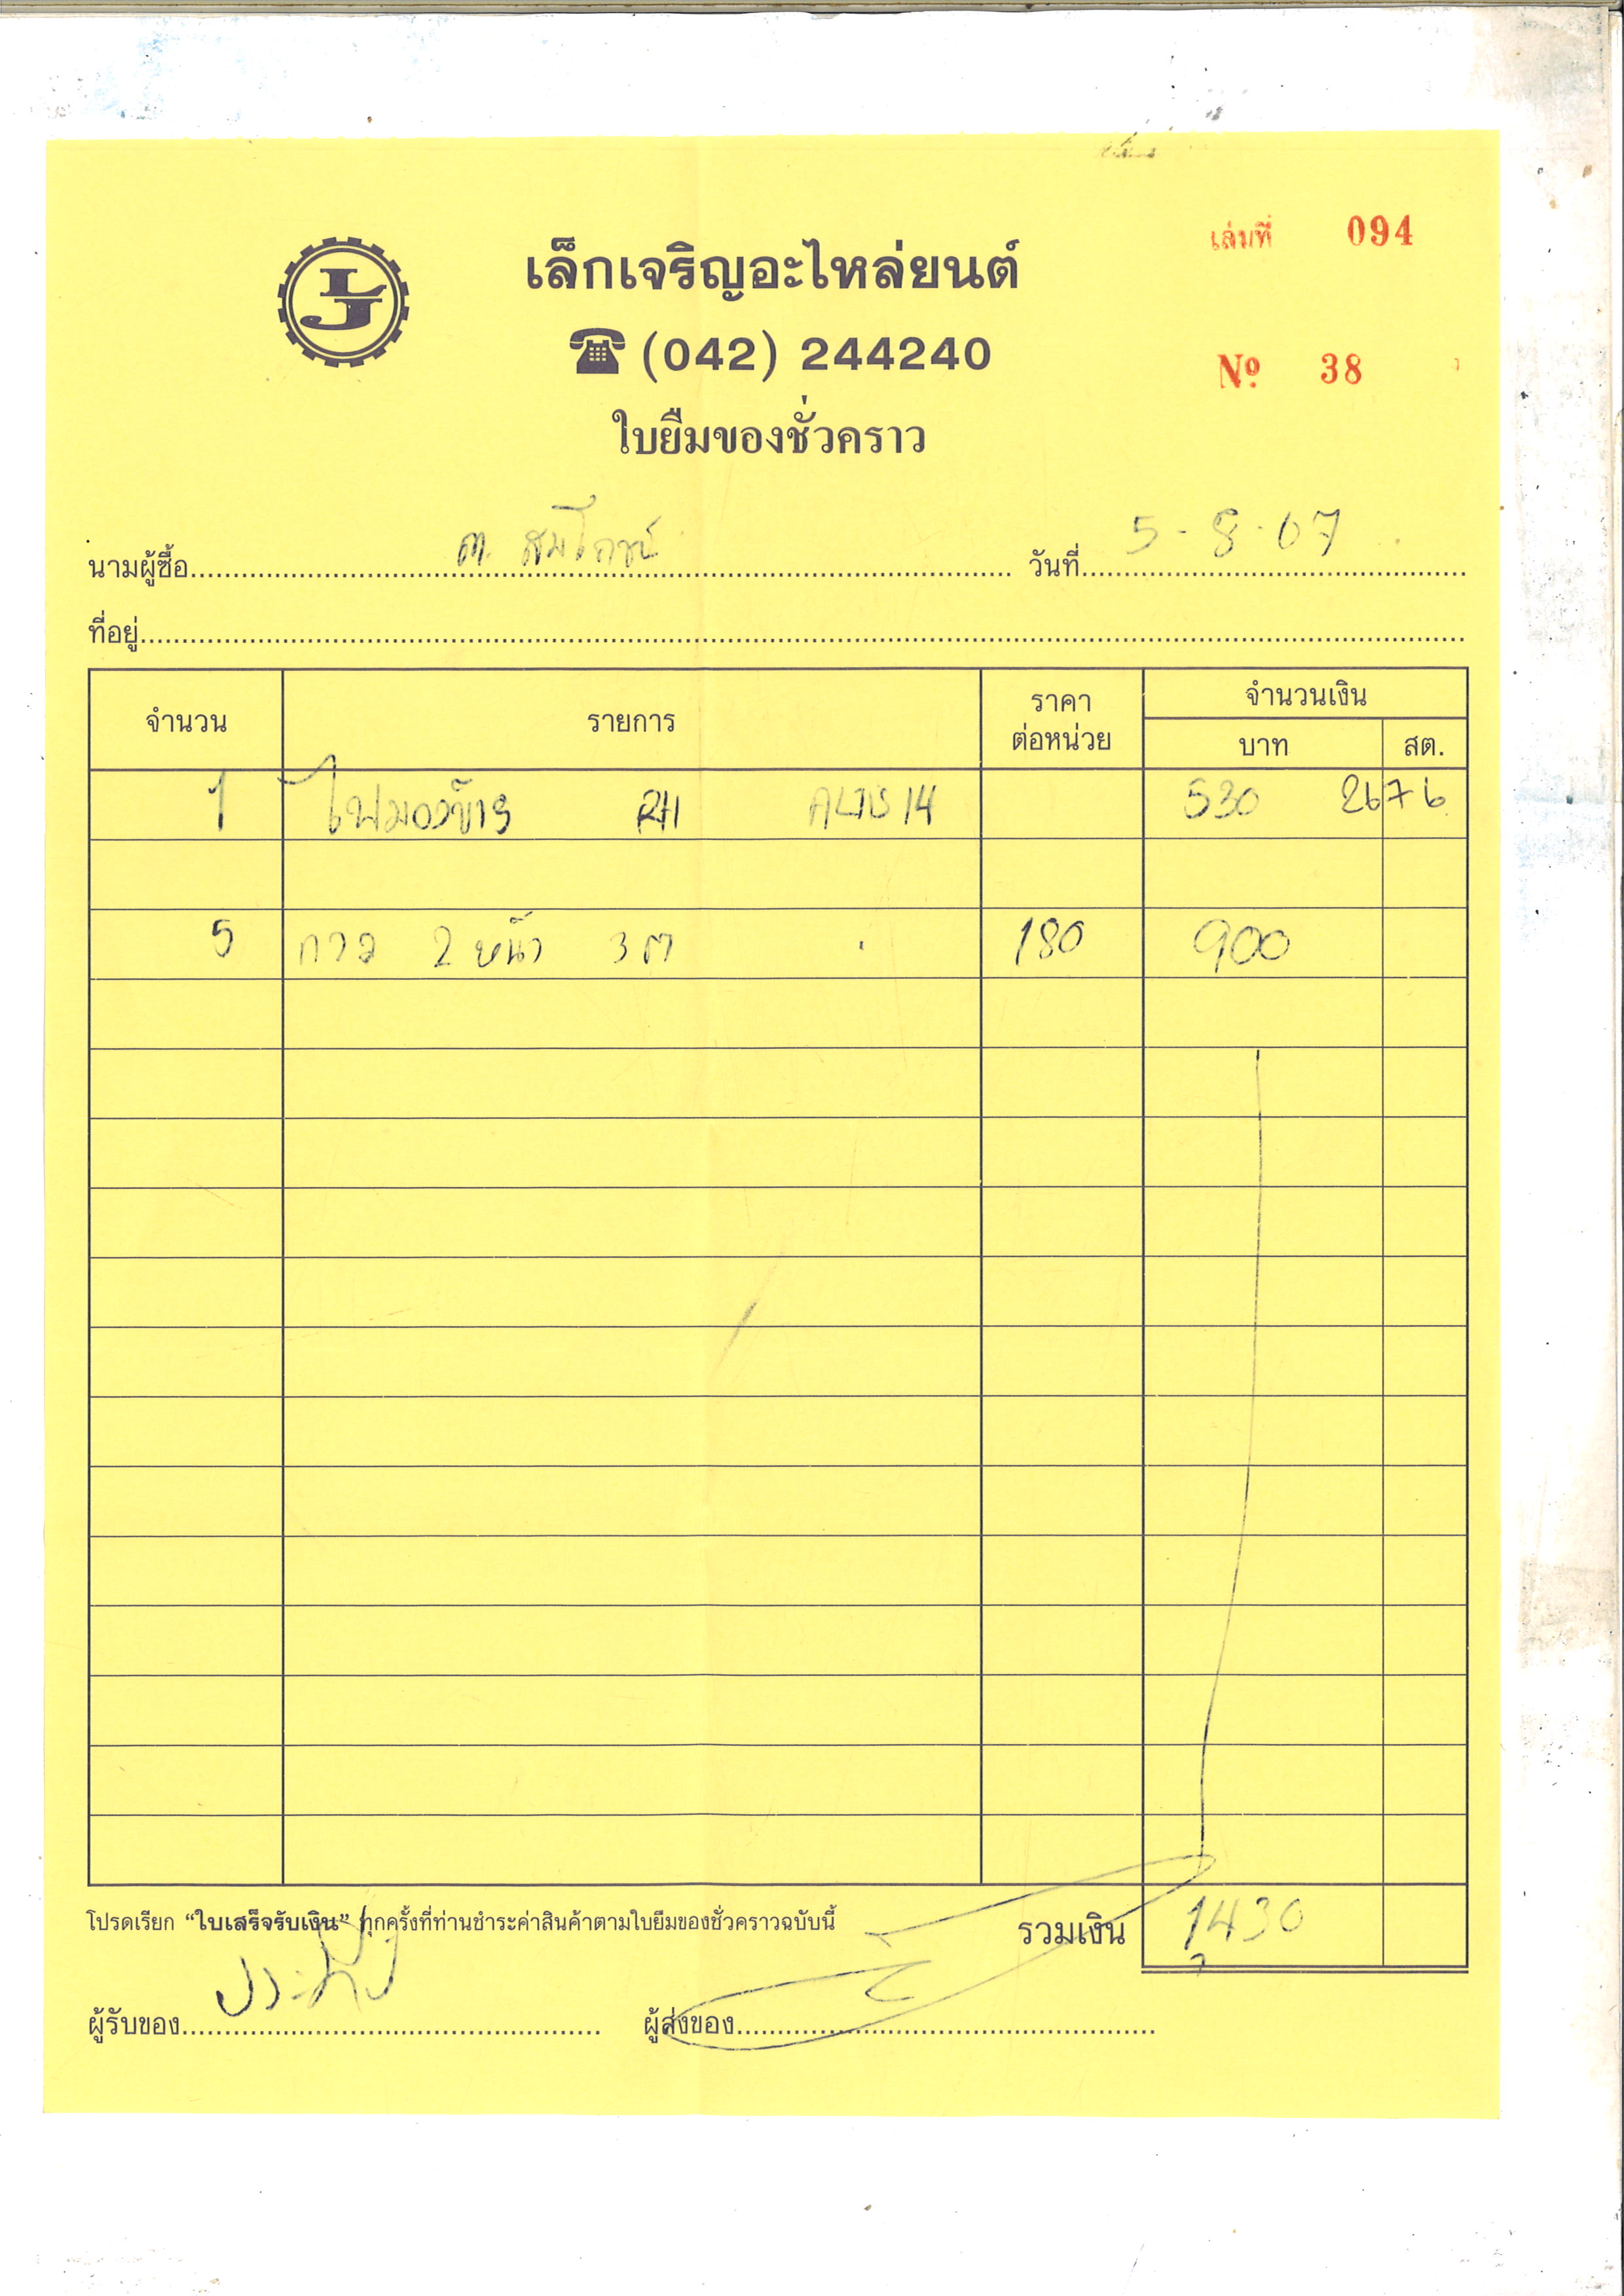 เล่มที่ 094
LJ
เล็กเจริญอะไหล่ยนต์
(042) 244240
Nº 38
ใบยืมของชั่วคราว
นามผู้ซื้อ วันที่ 5-8-07
ที่อยู่
จำนวน รายการ ราคาต่อหน่วย จำนวนเงิน
บาท สต.
1 RH 14 530 2676
5 กาว 2 หน้า 3 ต 180 900
โปรดเรียก “ใบเสร็จรับเงิน” ทุกครั้งที่ท่านชำระค่าสินค้าตามใบยืมของชั่วคราวฉบับนี้ รวมเงิน 1430
ผู้รับของ ผู้ส่งของ